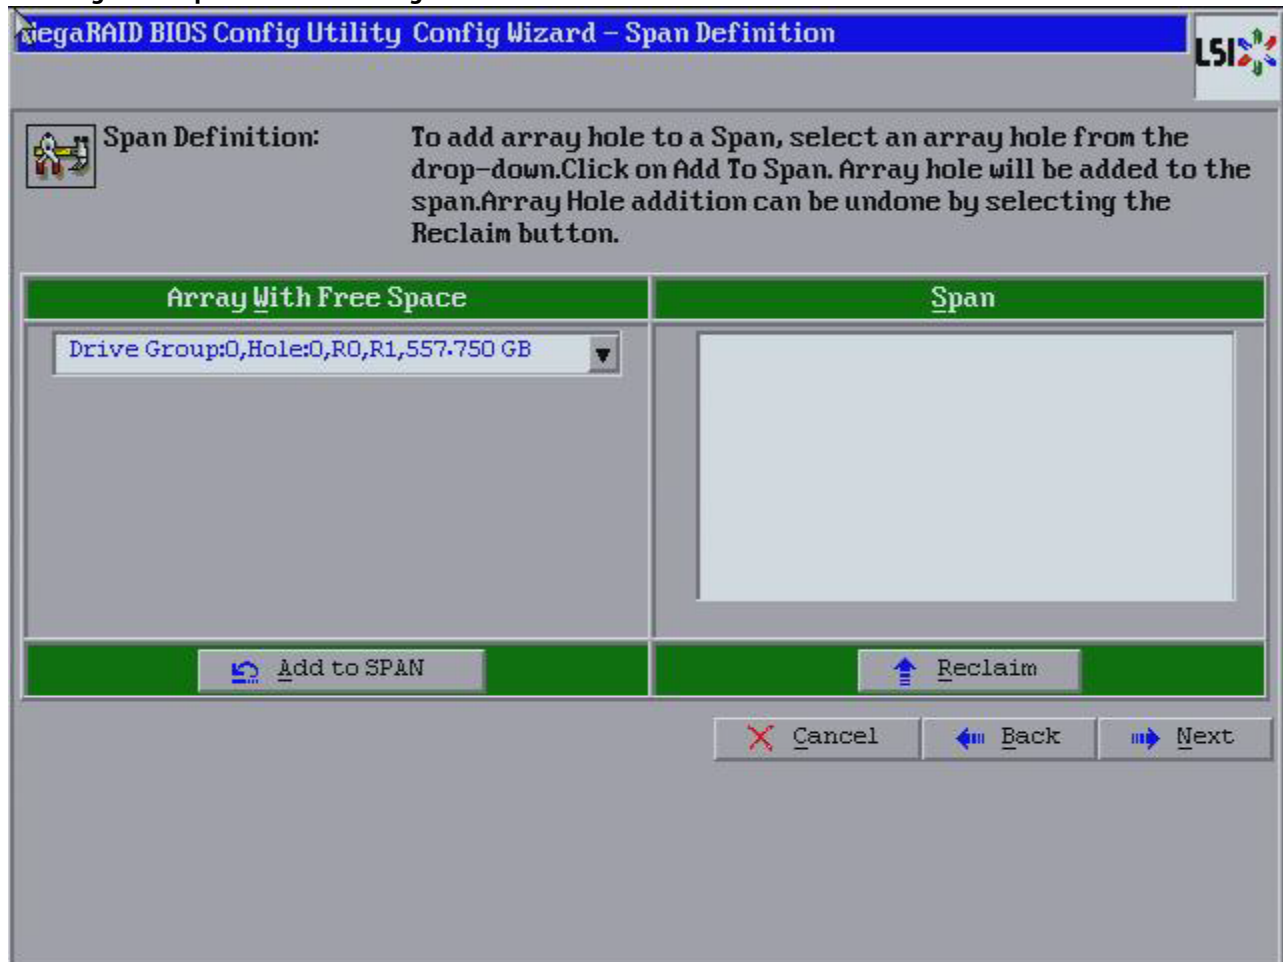 MegaRAID BIOS Config Utility Config Wizard – Span Definition
LSI
Span Definition:
To add array hole to a Span, select an array hole from the
drop-down.Click on Add To Span. Array hole will be added to the
span.Array Hole addition can be undone by selecting the
Reclaim button.
Array With Free Space
Span
Drive Group:0,Hole:0,R0,R1,557.750 GB
Add to SPAN
Reclaim
Cancel
Back
Next